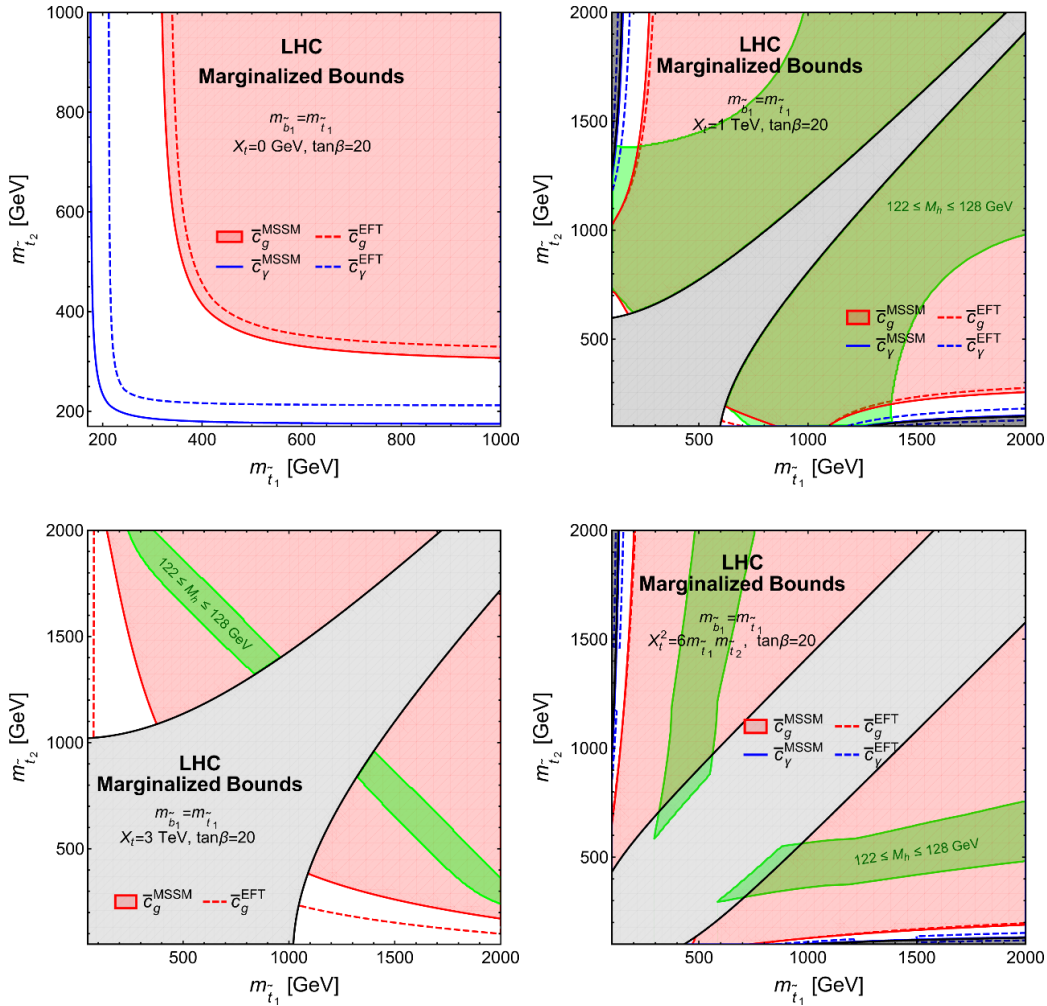 LHC
Marginalized Bounds
m_b̃₁=m_t̃₁
X_t=0 GeV, tanβ=20
c̄_g^MSSM c̄_g^EFT
c̄_γ^MSSM c̄_γ^EFT
1000
800
600
400
200
m_t̃₂ [GeV]
200 400 600 800 1000
m_t̃₁ [GeV]
LHC
Marginalized Bounds
m_b̃₁=m_t̃₁
X_t=1 TeV, tanβ=20
122 ≤ M_h ≤ 128 GeV
c̄_g^MSSM c̄_g^EFT
c̄_γ^MSSM c̄_γ^EFT
2000
1500
1000
500
m_t̃₂ [GeV]
500 1000 1500 2000
m_t̃₁ [GeV]
122 ≤ M_h ≤ 128 GeV
LHC
Marginalized Bounds
m_b̃₁=m_t̃₁
X_t=3 TeV, tanβ=20
c̄_g^MSSM c̄_g^EFT
2000
1500
1000
500
m_t̃₂ [GeV]
500 1000 1500 2000
m_t̃₁ [GeV]
LHC
Marginalized Bounds
m_b̃₁=m_t̃₁
X_t²=6m_t̃₁ m_t̃₂, tanβ=20
c̄_g^MSSM c̄_g^EFT
c̄_γ^MSSM c̄_γ^EFT
122 ≤ M_h ≤ 128 GeV
2000
1500
1000
500
m_t̃₂ [GeV]
500 1000 1500 2000
m_t̃₁ [GeV]